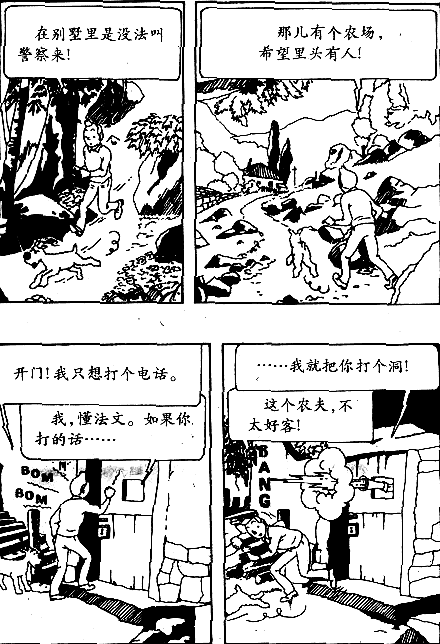 在别墅里是没法叫
警察来！
那儿有个农场，
希望里头有人！
开门！我只想打个电话。
我，懂法文。如果你
打的话……
BOM
BOM
……我就把你打个洞！
这个农夫，不
太好客！
BANG